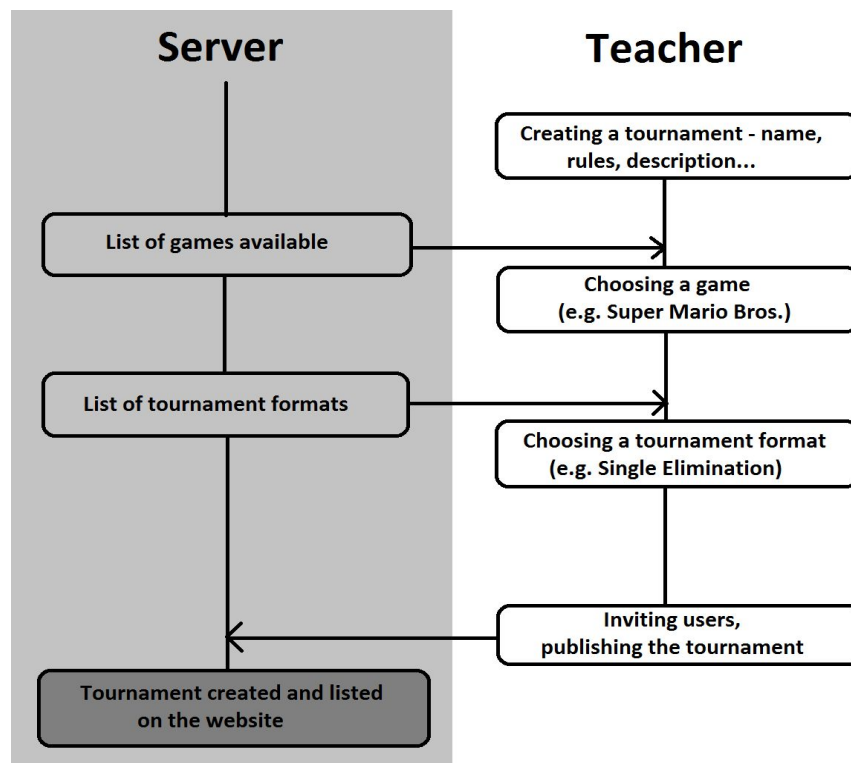 Server
Teacher
Creating a tournament - name,
rules, description...
List of games available
Choosing a game
(e.g. Super Mario Bros.)
List of tournament formats
Choosing a tournament format
(e.g. Single Elimination)
Inviting users,
publishing the tournament
Tournament created and listed
on the website